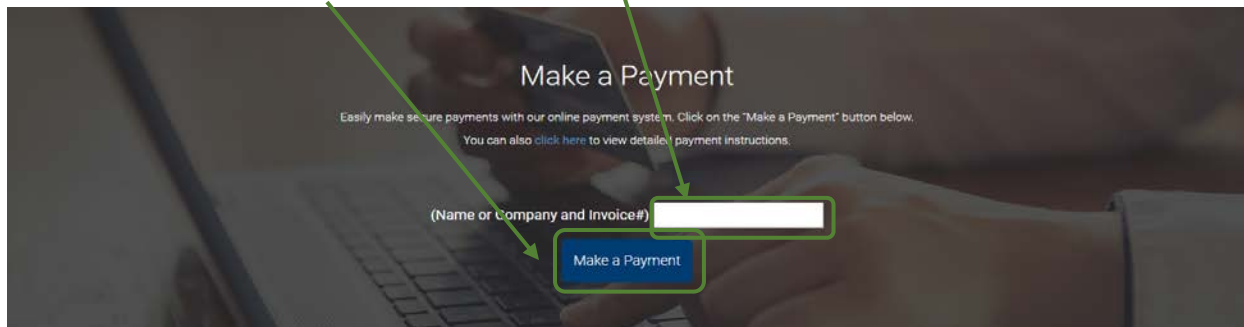 Make a Payment
Easily make secure payments with our online payment system. Click on the "Make a Payment" button below.
You can also click here to view detailed payment instructions.
(Name or Company and Invoice#)
Make a Payment